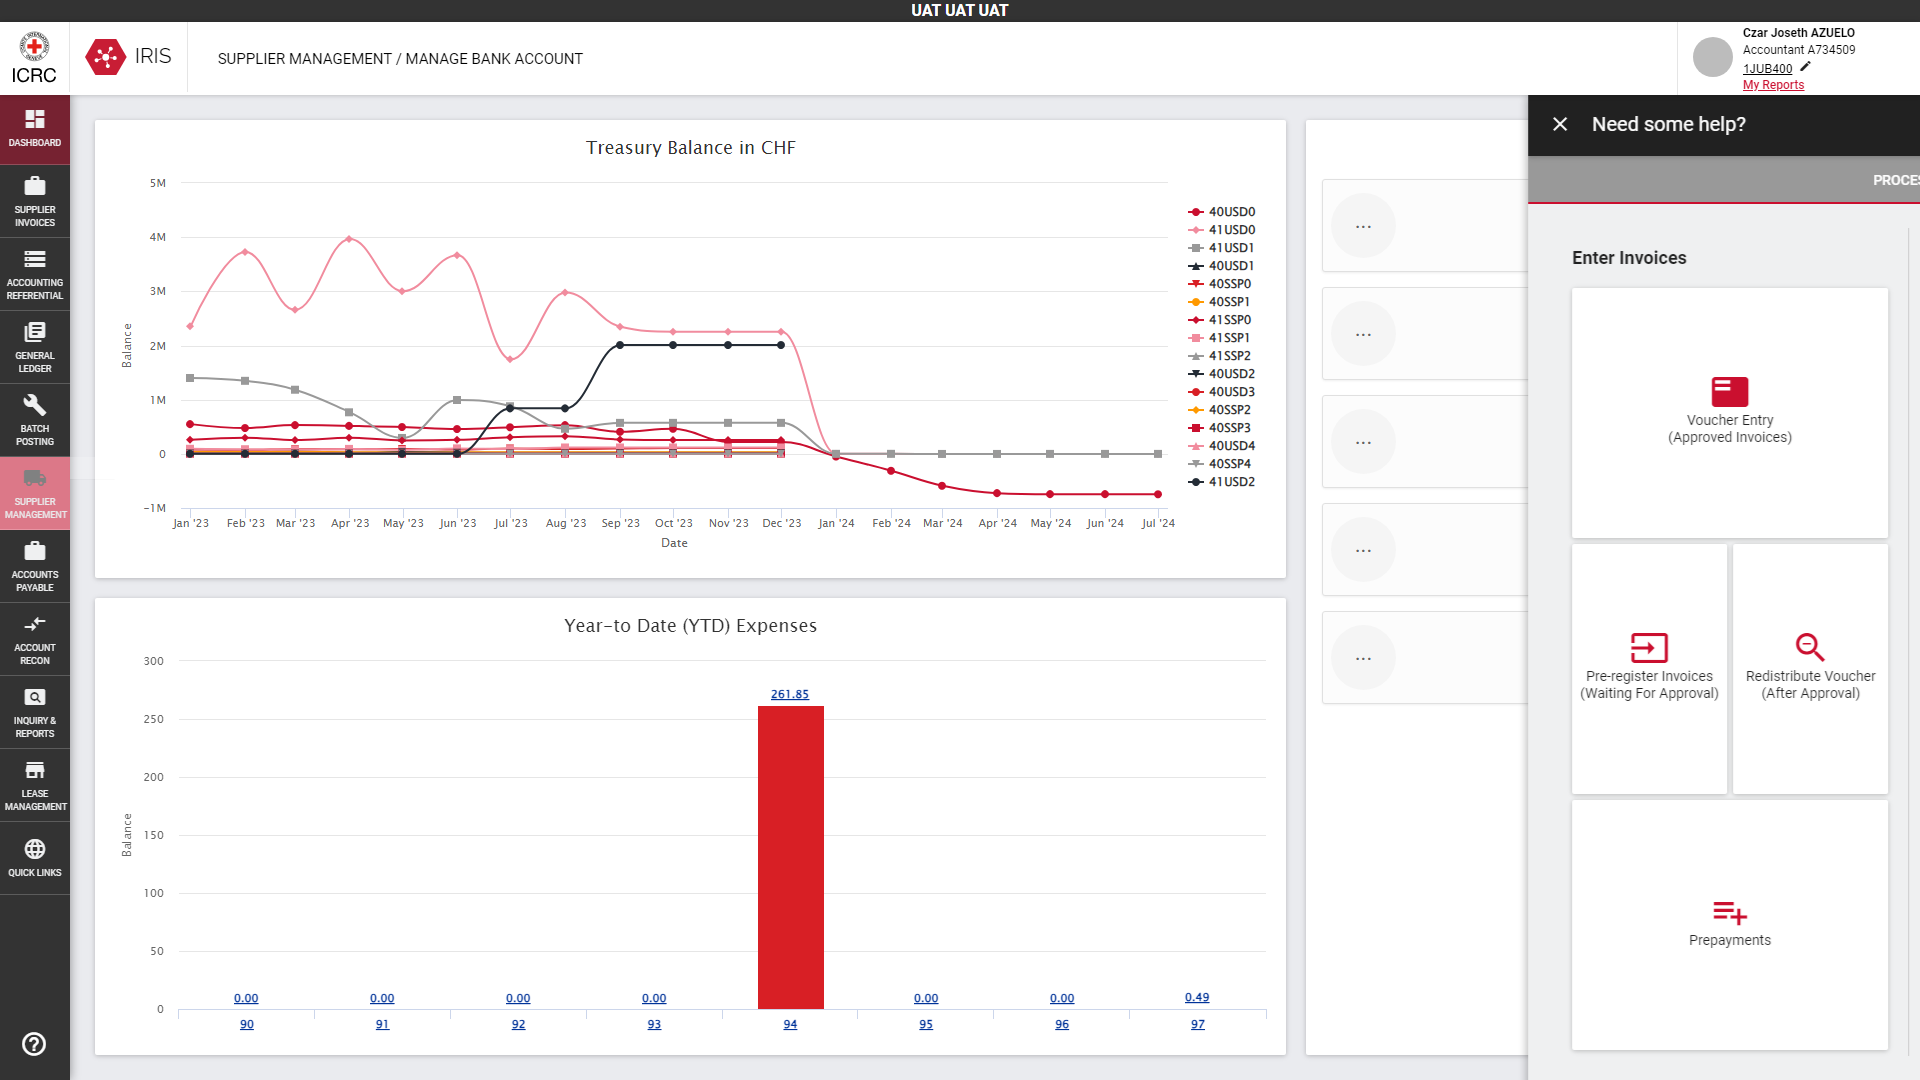 UAT UAT UAT
ICRC
IRIS
SUPPLIER MANAGEMENT / MANAGE BANK ACCOUNT
Czar Joseth AZUELO
Accountant A734509
1JUB400
My Reports
DASHBOARD
SUPPLIER
INVOICES
ACCOUNTING
REFERENTIAL
GENERAL
LEDGER
BATCH
POSTING
SUPPLIER
MANAGEMENT
ACCOUNTS
PAYABLE
ACCOUNT
RECON
INQUIRY &
REPORTS
LEASE
MANAGEMENT
QUICK LINKS
Treasury Balance in CHF
5M
4M
3M
2M
1M
0
-1M
Balance
Jan '23 Feb '23 Mar '23 Apr '23 May '23 Jun '23 Jul '23 Aug '23 Sep '23 Oct '23 Nov '23 Dec '23 Jan '24 Feb '24 Mar '24 Apr '24 May '24 Jun '24 Jul '24
Date
40USD0
41USD0
41USD1
40USD1
40SSP0
40SSP1
41SSP0
41SSP1
41SSP2
40USD2
40USD3
40SSP2
40SSP3
40USD4
40SSP4
41USD2
Year-to Date (YTD) Expenses
300
250
200
150
100
50
0
Balance
0.00 0.00 0.00 0.00 261.85 0.00 0.00 0.49
90 91 92 93 94 95 96 97
...
...
...
...
...
Need some help?
PROCES
Enter Invoices
Voucher Entry
(Approved Invoices)
Pre-register Invoices
(Waiting For Approval)
Redistribute Voucher
(After Approval)
Prepayments